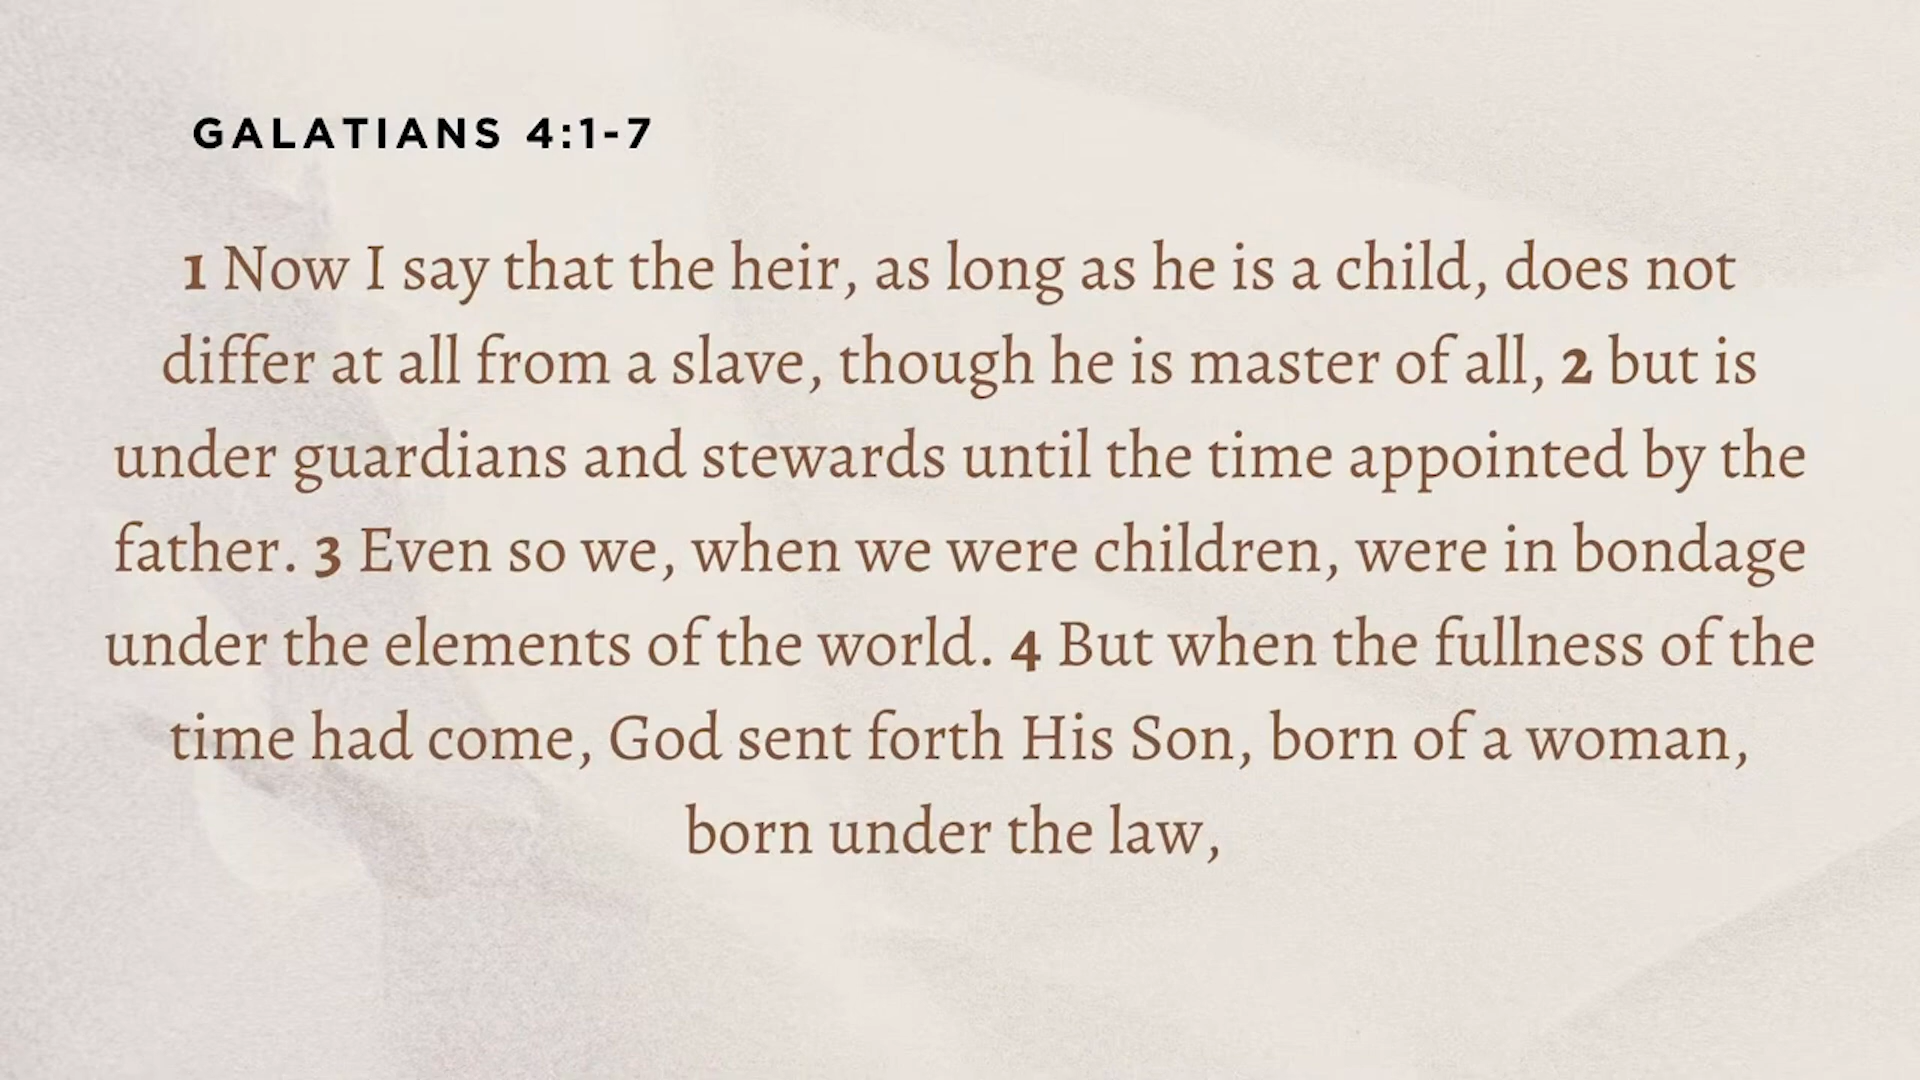 GALATIANS 4:1-7
1 Now I say that the heir, as long as he is a child, does not
differ at all from a slave, though he is master of all, 2 but is
under guardians and stewards until the time appointed by the
father. 3 Even so we, when we were children, were in bondage
under the elements of the world. 4 But when the fullness of the
time had come, God sent forth His Son, born of a woman,
born under the law,